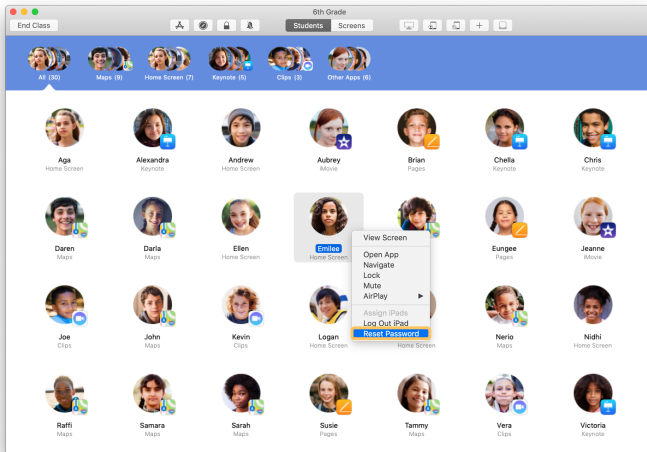 6th Grade
End Class
Students Screens
All (30) Maps (9) Home Screen (7) Keynote (5) Clips (3) Other Apps (6)
Aga Alexandra Andrew Aubrey Brian Chella Chris
Home Screen Keynote Home Screen iMovie Pages Keynote Keynote
Daren Darla Ellen Emilee Eungee Jeanne
Maps Maps Home Screen Home Screen Pages iMovie
View Screen
Open App
Navigate
Lock
Mute
AirPlay
Assign iPads
Log Out iPad
Reset Password
Joe John Kevin Logan Nerio Nidhi
Clips Maps Clips Home Screen Home Screen Maps Home Screen
Raffi Samara Sarah Susie Tammy Vera Victoria
Maps Maps Maps Pages Maps Clips Keynote